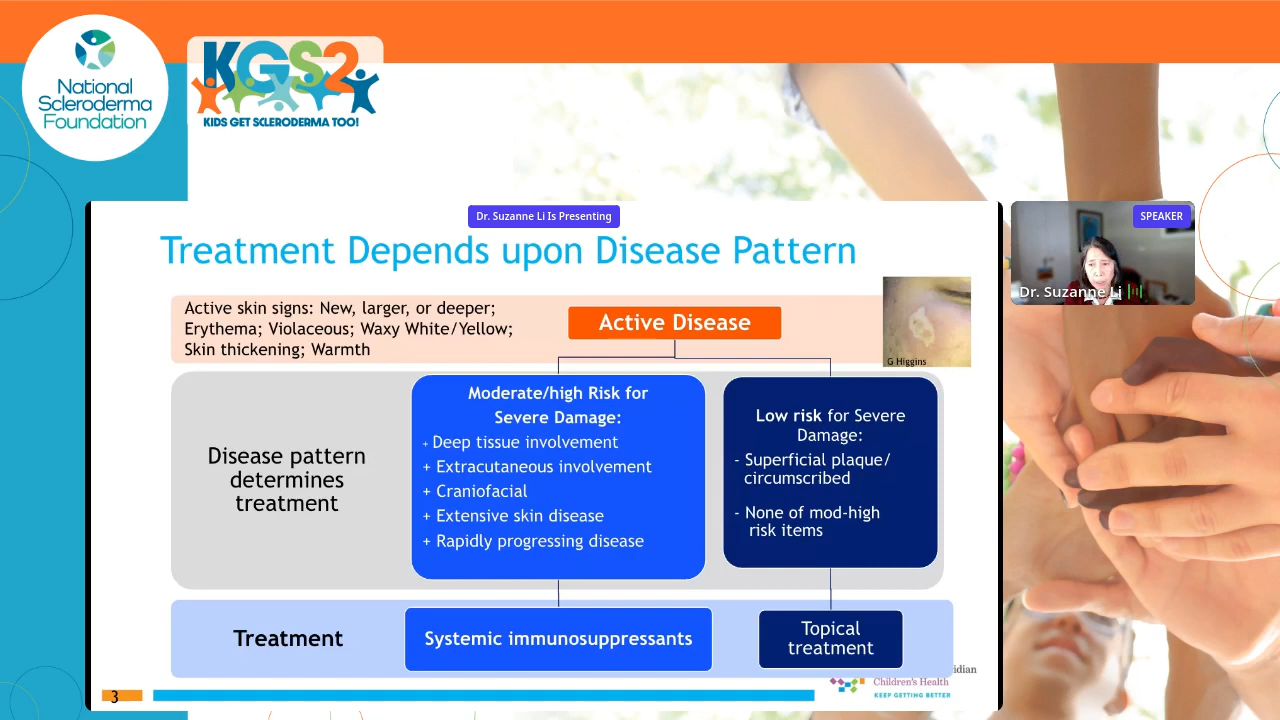 National
Scleroderma
Foundation
KGS2
KIDS GET SCLERODERMA TOO!
Dr. Suzanne Li Is Presenting
SPEAKER
Dr. Suzanne Li
Treatment Depends upon Disease Pattern
Active skin signs: New, larger, or deeper;
Erythema; Violaceous; Waxy White/Yellow;
Skin thickening; Warmth
Active Disease
G Higgins
Disease pattern
determines
treatment
Moderate/high Risk for
Severe Damage:
+ Deep tissue involvement
+ Extracutaneous involvement
+ Craniofacial
+ Extensive skin disease
+ Rapidly progressing disease
Low risk for Severe
Damage:
- Superficial plaque/
circumscribed
- None of mod-high
risk items
Treatment
Systemic immunosuppressants
Topical
treatment
idian
Children's Health
KEEP GETTING BETTER
3